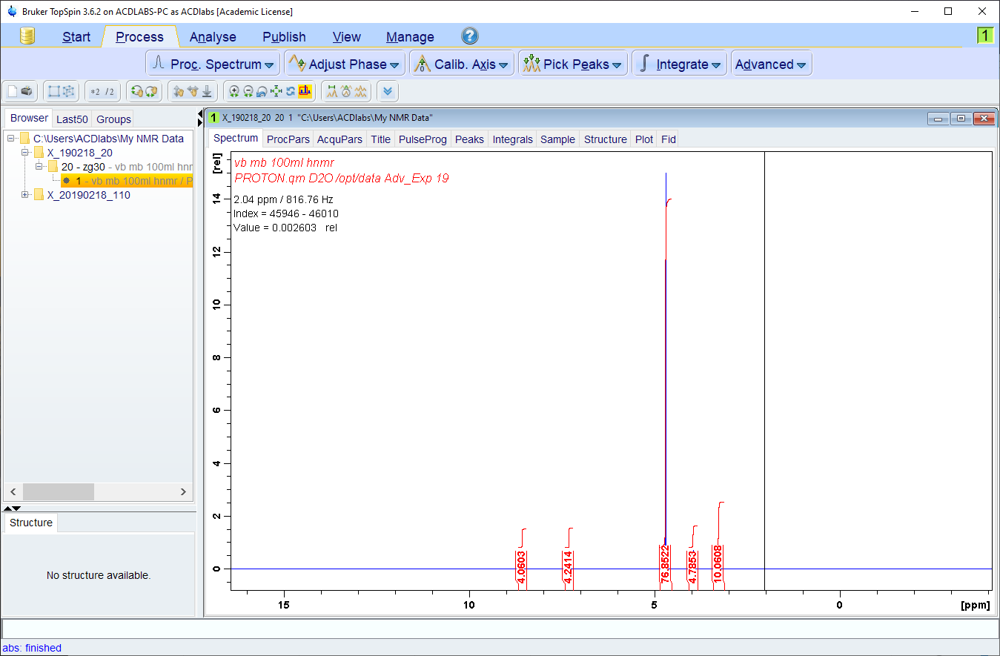 Bruker TopSpin 3.6.2 on ACDLABS-PC as ACDlabs [Academic License]
Start Process Analyse Publish View Manage ? 1
Proc. Spectrum Adjust Phase Calib. Axis Pick Peaks Integrate Advanced
*2 /2
Browser Last50 Groups
C:\Users\ACDlabs\My NMR Data
X_190218_20
20 - zg30 - vb mb 100ml hnmr
1 - vb mb 100ml hnmr / P
X_20190218_110
Structure
No structure available.
1 X_190218_20 20 1 "C:\Users\ACDlabs\My NMR Data"
Spectrum ProcPars AcquPars Title PulseProg Peaks Integrals Sample Structure Plot Fid
vb mb 100ml hnmr
PROTON.qm D2O /opt/data Adv_Exp 19
2.04 ppm / 816.76 Hz
Index = 45946 - 46010
Value = 0.002603 rel
[rel]
14
12
10
8
6
4
2
0
4.0603 4.2414 76.8522 4.7853 10.0608
15 10 5 0 [ppm]
abs: finished